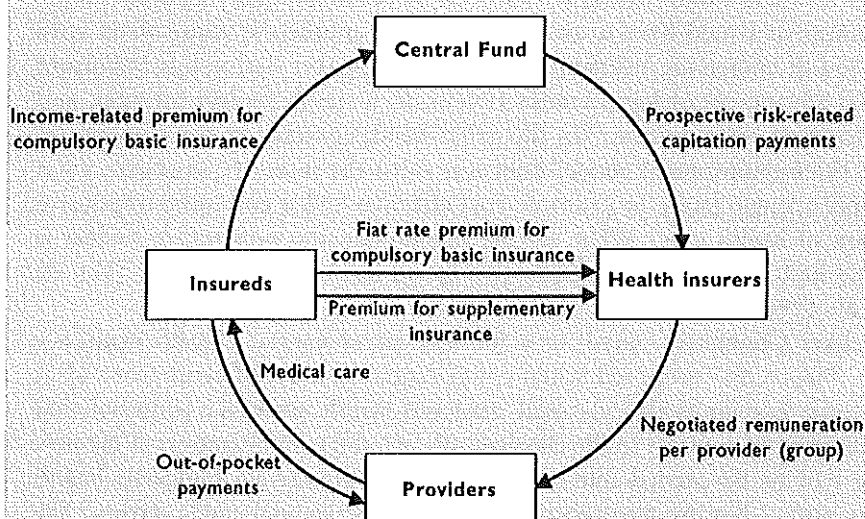 Central Fund
Income-related premium for
compulsory basic insurance
Prospective risk-related
capitation payments
Fiat rate premium for
compulsory basic insurance
Insureds
Health insurers
Premium for supplementary
insurance
Medical care
Negotiated remuneration
per provider (group)
Out-of-pocket
payments
Providers